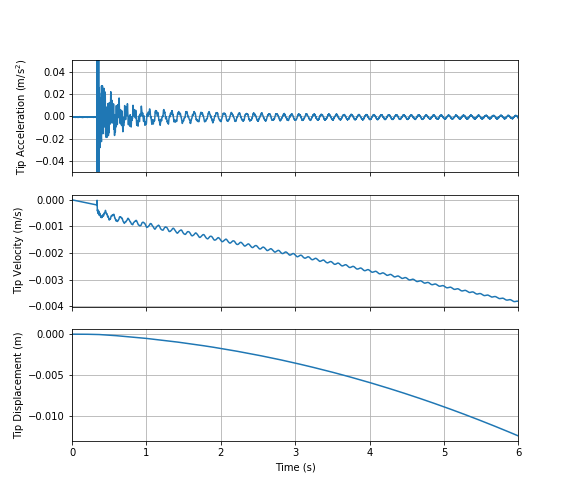 Tip Acceleration (m/s²)
0.04
0.02
0.00
−0.02
−0.04
Tip Velocity (m/s)
0.000
−0.001
−0.002
−0.003
−0.004
Tip Displacement (m)
0.000
−0.005
−0.010
0 1 2 3 4 5 6
Time (s)